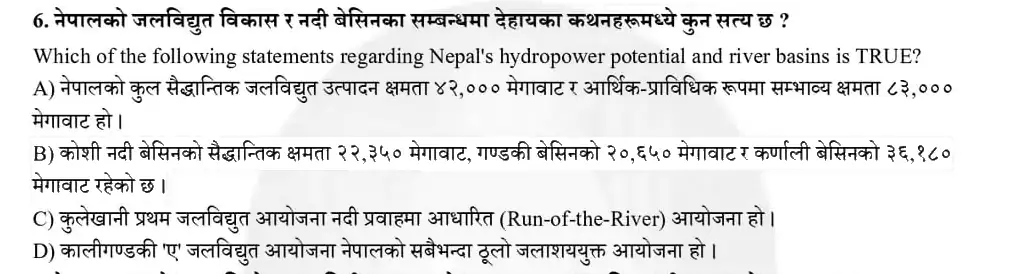 6. नेपालको जलविद्युत विकास र नदी बेसिनका सम्बन्धमा देहायका कथनहरूमध्ये कुन सत्य छ ?
Which of the following statements regarding Nepal's hydropower potential and river basins is TRUE?
A) नेपालको कुल सैद्धान्तिक जलविद्युत उत्पादन क्षमता ४२,००० मेगावाट र आर्थिक-प्राविधिक रूपमा सम्भाव्य क्षमता ८३,०००
मेगावाट हो ।
B) कोशी नदी बेसिनको सैद्धान्तिक क्षमता २२,३५० मेगावाट, गण्डकी बेसिनको २०,६५० मेगावाट र कर्णाली बेसिनको ३६,१८०
मेगावाट रहेको छ ।
C) कुलेखानी प्रथम जलविद्युत आयोजना नदी प्रवाहमा आधारित (Run-of-the-River) आयोजना हो ।
D) कालीगण्डकी 'ए' जलविद्युत आयोजना नेपालको सबैभन्दा ठूलो जलाशययुक्त आयोजना हो ।